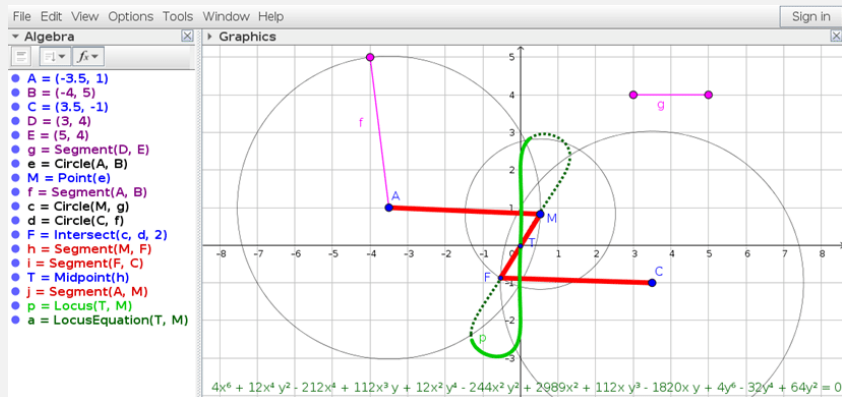 File Edit View Options Tools Window Help
Sign in
Algebra
Graphics
A = (-3.5, 1)
B = (-4, 5)
C = (3.5, -1)
D = (3, 4)
E = (5, 4)
g = Segment(D, E)
e = Circle(A, B)
M = Point(e)
f = Segment(A, B)
c = Circle(M, g)
d = Circle(C, f)
F = Intersect(c, d, 2)
h = Segment(M, F)
i = Segment(F, C)
T = Midpoint(h)
j = Segment(A, M)
p = Locus(T, M)
a = LocusEquation(T, M)
5
4
g
f
3
2
A
1
M
T
-8 -7 -6 -5 -4 -3 -2 -1 0 1 2 3 4 5 6 7 8
F
C
-1
-2
p
-3
4x⁶ + 12x⁴ y² - 212x⁴ + 112x³ y + 12x² y⁴ - 244x² y² + 2989x² + 112x y³ - 1820x y + 4y⁶ - 32y⁴ + 64y² = 0